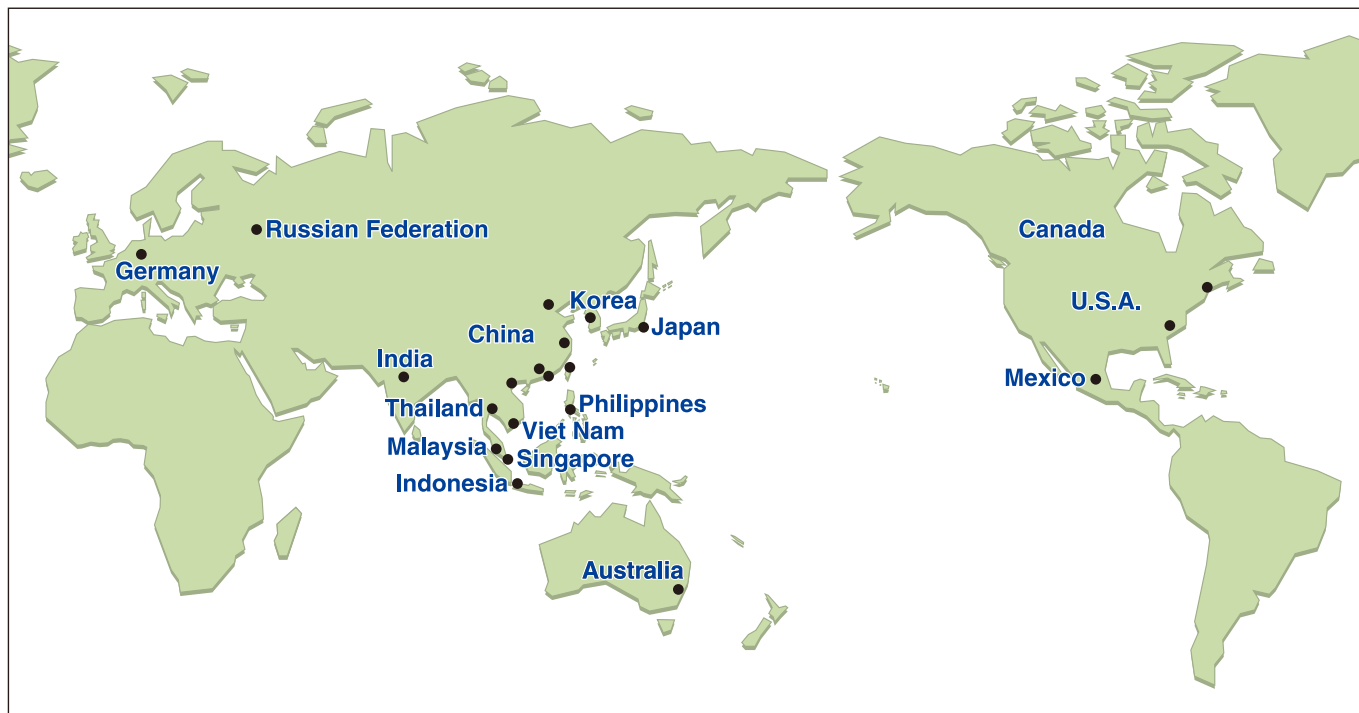 Russian Federation
Canada
Germany
Korea
U.S.A.
China
Japan
India
Mexico
Thailand
Philippines
Viet Nam
Malaysia
Singapore
Indonesia
Australia